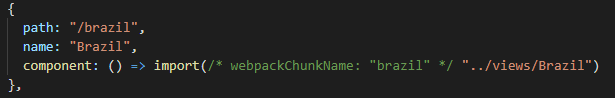 {
path: "/brazil",
name: "Brazil",
component: () => import(/* webpackChunkName: "brazil" */ "../views/Brazil")
},